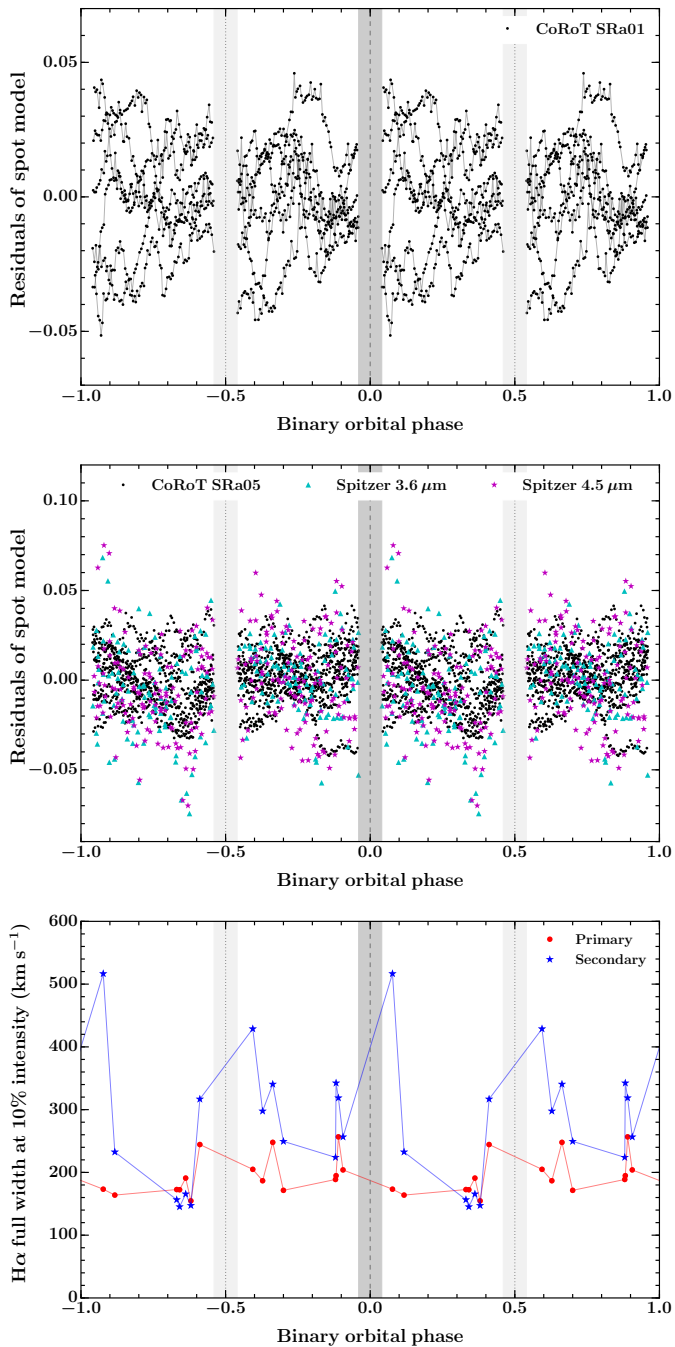 CoRoT SRa01
0.05
0.00
−0.05
Residuals of spot model
−1.0 −0.5 0.0 0.5 1.0
Binary orbital phase
CoRoT SRa05 Spitzer 3.6 μm Spitzer 4.5 μm
0.10
0.05
0.00
−0.05
Residuals of spot model
−1.0 −0.5 0.0 0.5 1.0
Binary orbital phase
Primary
Secondary
600
500
400
300
200
100
0
Hα full width at 10% intensity (km s⁻¹)
−1.0 −0.5 0.0 0.5 1.0
Binary orbital phase